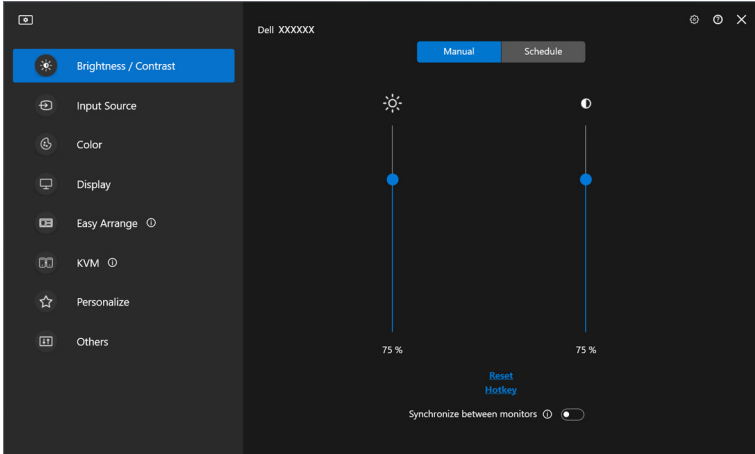 Dell XXXXXX
Manual
Schedule
Brightness / Contrast
Input Source
Color
Display
Easy Arrange
KVM
Personalize
Others
75 %
75 %
Reset
Hotkey
Synchronize between monitors